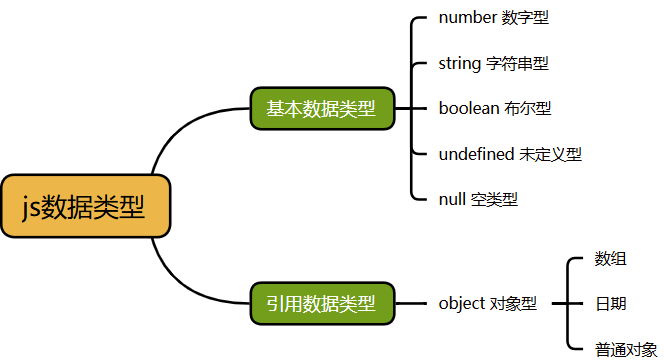 js数据类型
基本数据类型
number 数字型
string 字符串型
boolean 布尔型
undefined 未定义型
null 空类型
引用数据类型
object 对象型
数组
日期
普通对象